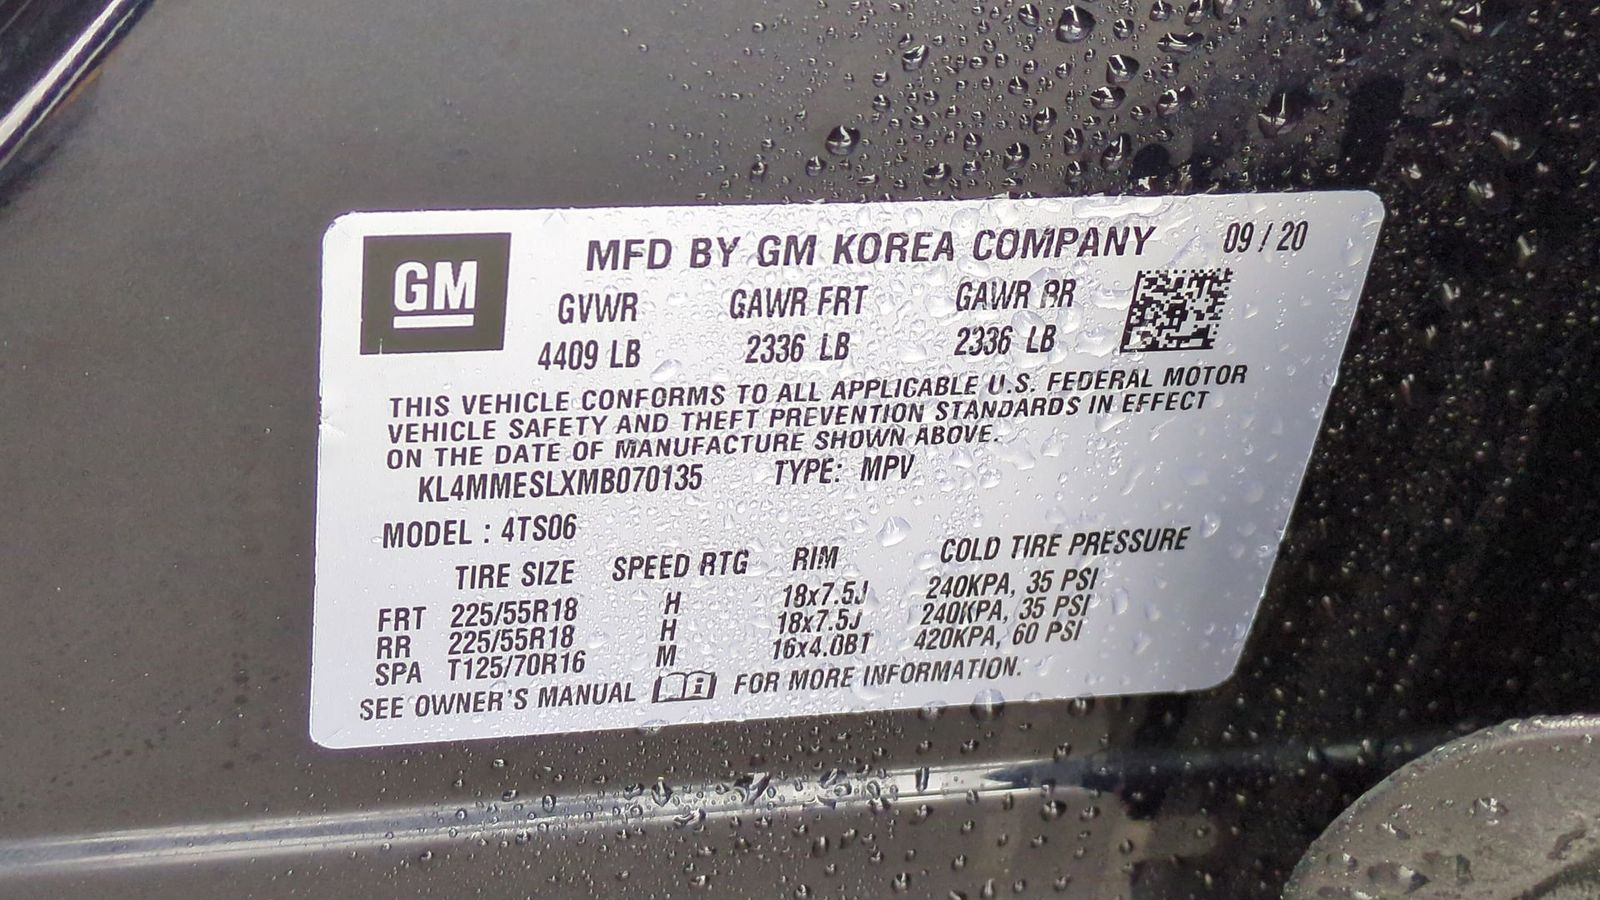 GM
MFD BY GM KOREA COMPANY 09 / 20
GVWR GAWR FRT GAWR RR
4409 LB 2336 LB 2336 LB
THIS VEHICLE CONFORMS TO ALL APPLICABLE U.S. FEDERAL MOTOR
VEHICLE SAFETY AND THEFT PREVENTION STANDARDS IN EFFECT
ON THE DATE OF MANUFACTURE SHOWN ABOVE.
KL4MMESLXMB070135 TYPE: MPV
MODEL : 4TS06
TIRE SIZE SPEED RTG RIM COLD TIRE PRESSURE
FRT 225/55R18 H 18x7.5J 240KPA, 35 PSI
RR 225/55R18 H 18x7.5J 240KPA, 35 PSI
SPA T125/70R16 M 16x4.0BT 420KPA, 60 PSI
SEE OWNER'S MANUAL FOR MORE INFORMATION.